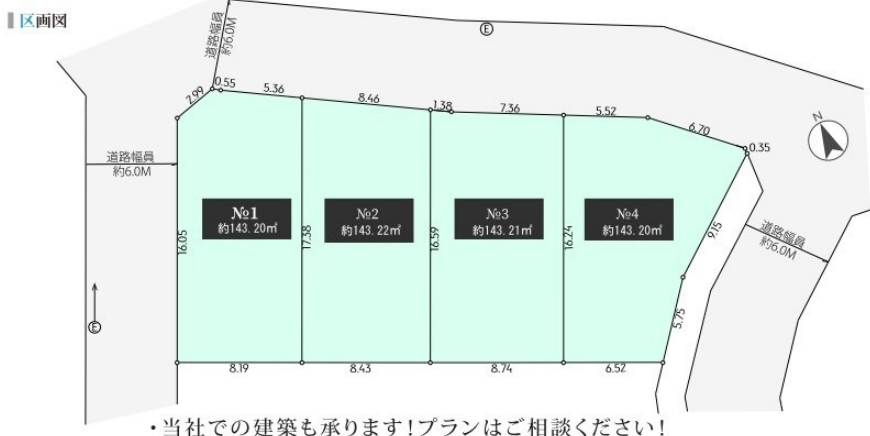 区画図
道路幅員
約6.0M
E
2.99
0.55
5.36
8.46
1.38
7.36
5.52
6.70
0.35
N
道路幅員
約6.0M
№1
約143.20㎡
№2
約143.22㎡
№3
約143.21㎡
№4
約143.20㎡
16.05
17.38
16.59
16.24
9.15
道路幅員
約6.0M
5.75
E
8.19
8.43
8.74
6.52
・当社での建築も承ります!プランはご相談ください!